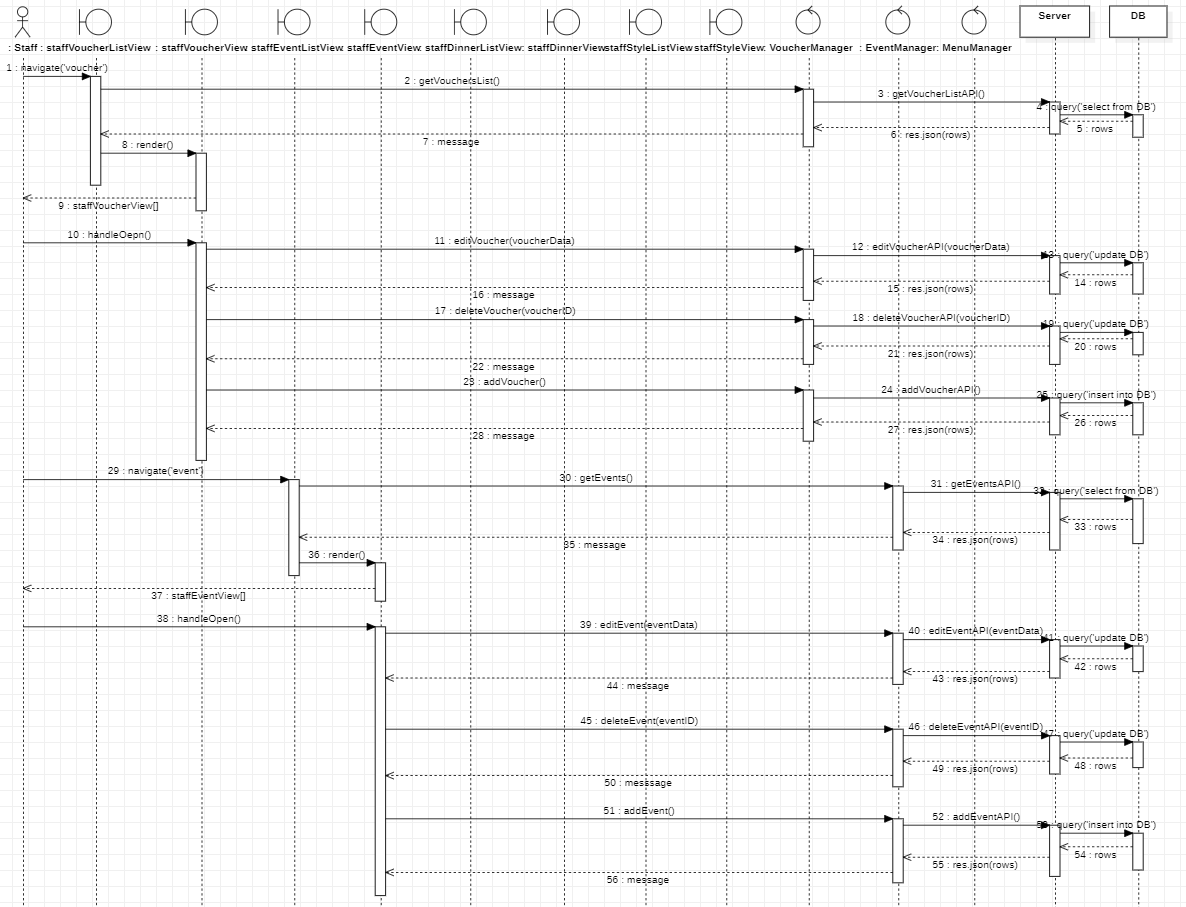 Server
DB
: Staff : staffVoucherListView : staffVoucherView staffEventListView staffEventView staffDinnerListView: staffDinnerView staffStyleListView staffStyleView: VoucherManager : EventManager: MenuManager
1 : navigate('voucher')
2 : getVouchersList()
3 : getVoucherListAPI()
4 : query('select from DB')
5 : rows
6 : res.json(rows)
7 : message
8 : render()
9 : staffVoucherView[]
10 : handleOepn()
11 : editVoucher(voucherData)
12 : editVoucherAPI(voucherData)
13 : query('update DB')
14 : rows
15 : res.json(rows)
16 : message
17 : deleteVoucher(voucherID)
18 : deleteVoucherAPI(voucherID)
19 : query('update DB')
20 : rows
21 : res.json(rows)
22 : message
23 : addVoucher()
24 : addVoucherAPI()
25 : query('insert into DB')
26 : rows
27 : res.json(rows)
28 : message
29 : navigate('event')
30 : getEvents()
31 : getEventsAPI()
32 : query('select from DB')
33 : rows
34 : res.json(rows)
35 : message
36 : render()
37 : staffEventView[]
38 : handleOpen()
39 : editEvent(eventData)
40 : editEventAPI(eventData)
41 : query('update DB')
42 : rows
43 : res.json(rows)
44 : message
45 : deleteEvent(eventID)
46 : deleteEventAPI(eventID)
47 : query('update DB')
48 : rows
49 : res.json(rows)
50 : message
51 : addEvent()
52 : addEventAPI()
53 : query('insert into DB')
54 : rows
55 : res.json(rows)
56 : message